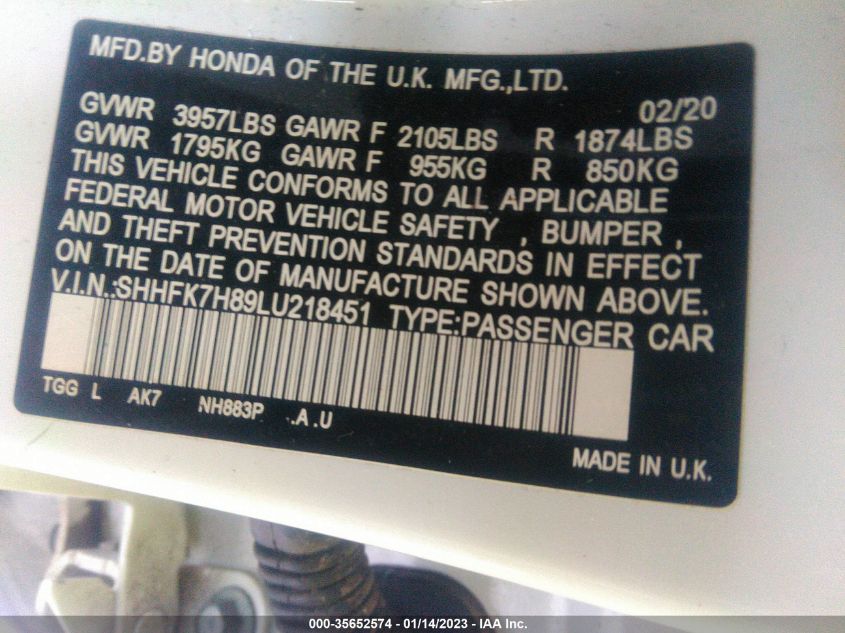 MFD.BY HONDA OF THE U.K. MFG.,LTD.
02/20
GVWR 3957LBS GAWR F 2105LBS R 1874LBS
GVWR 1795KG GAWR F 955KG R 850KG
THIS VEHICLE CONFORMS TO ALL APPLICABLE
FEDERAL MOTOR VEHICLE SAFETY , BUMPER ,
AND THEFT PREVENTION STANDARDS IN EFFECT
ON THE DATE OF MANUFACTURE SHOWN ABOVE.
V.I.N.:SHHFK7H89LU218451 TYPE:PASSENGER CAR
TGG L AK7 NH883P .A .U
MADE IN U.K.
000-35652574 - 01/14/2023 - IAA Inc.